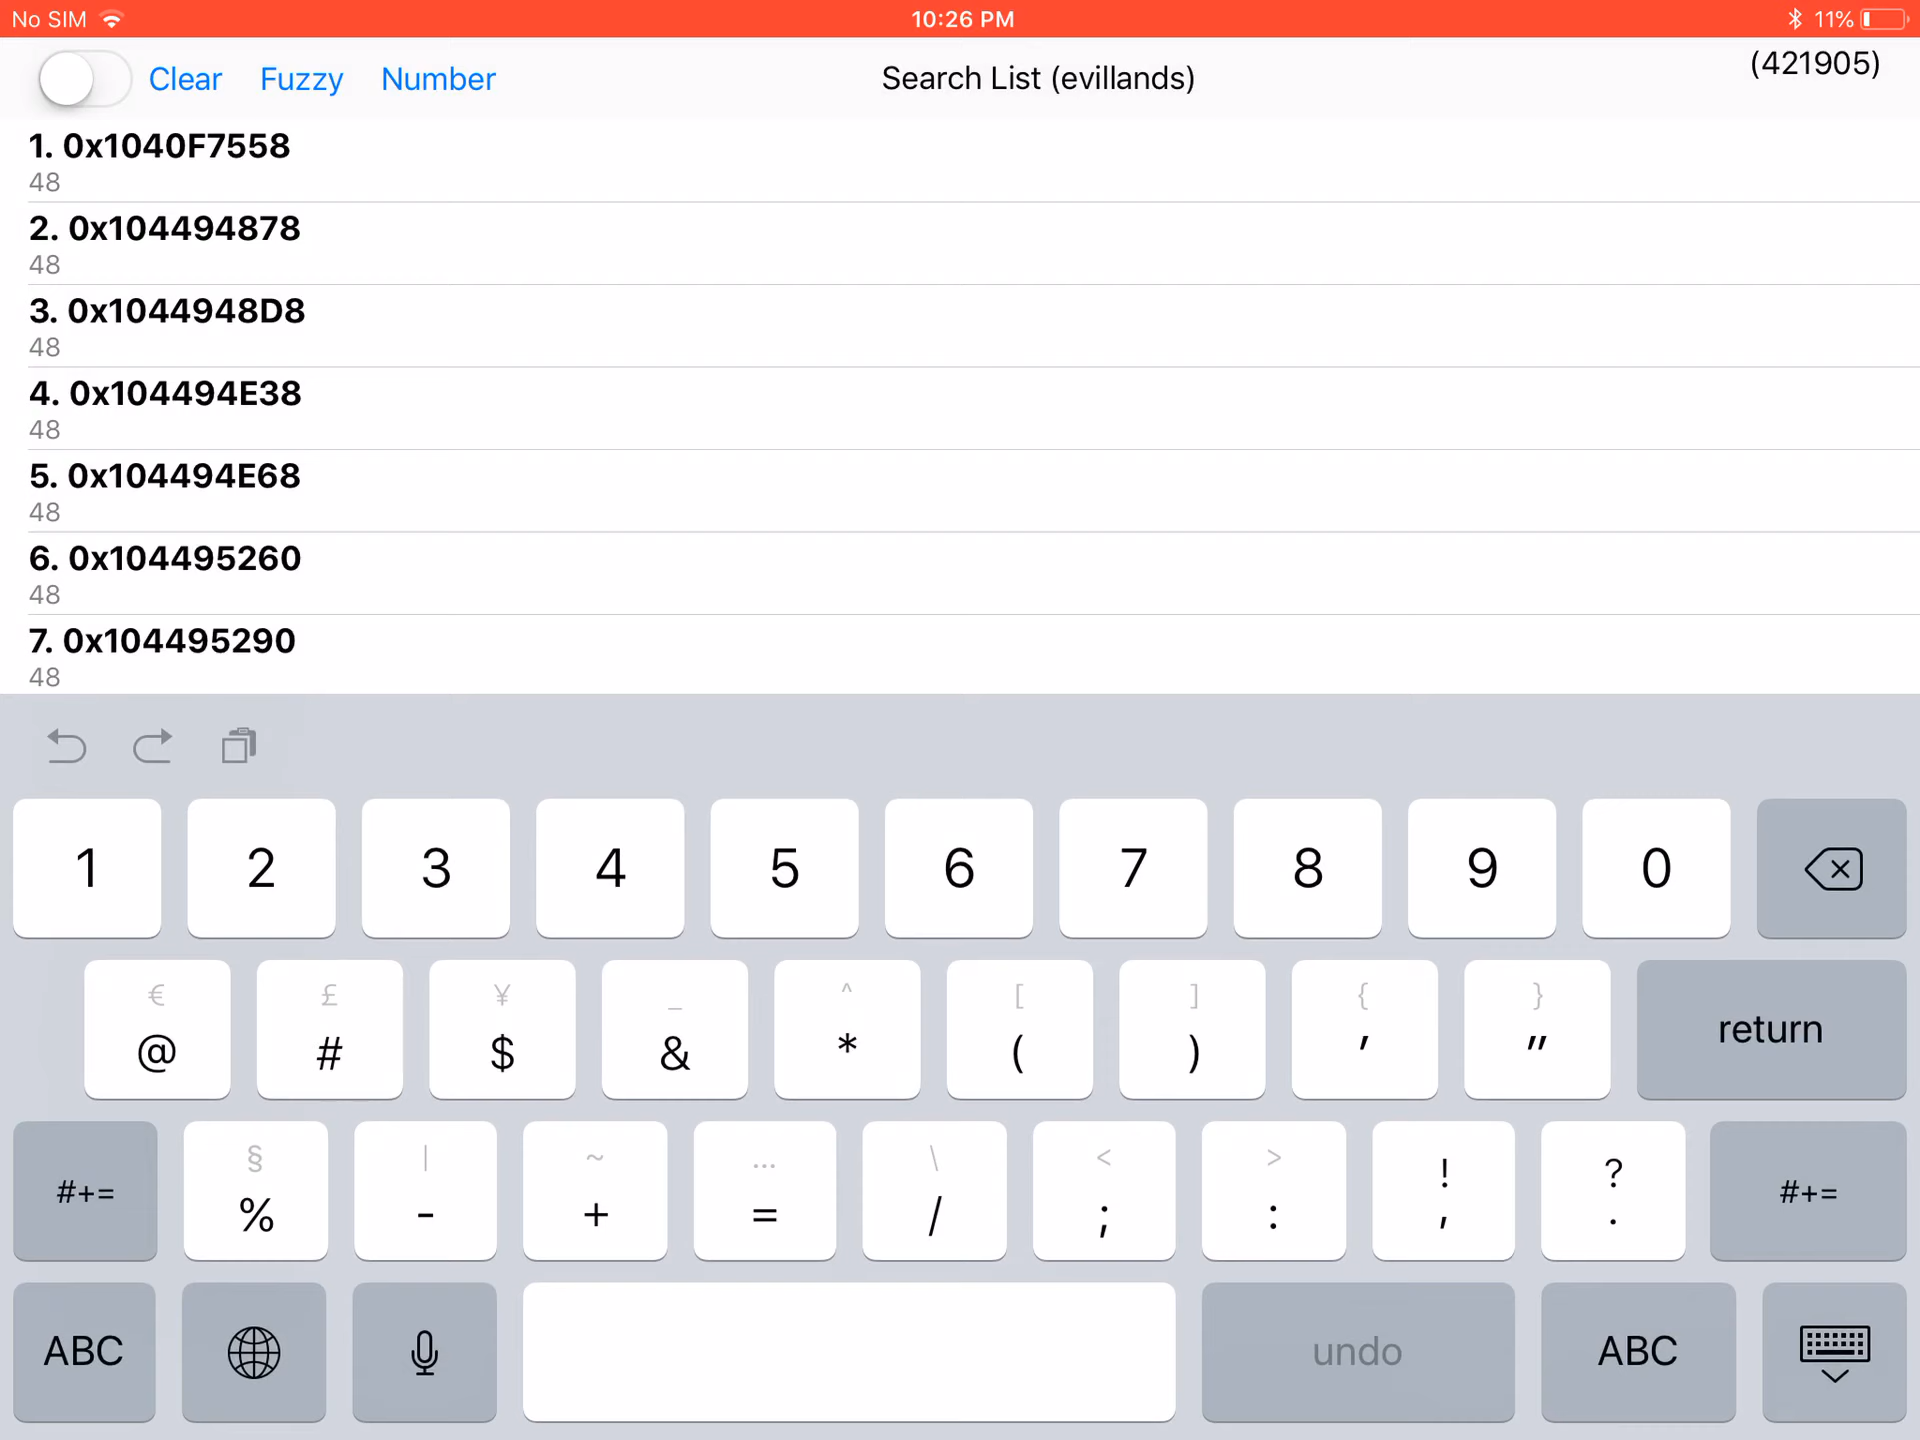 No SIM 10:26 PM 11%
Clear Fuzzy Number Search List (evillands) (421905)
1. 0x1040F7558
48
2. 0x104494878
48
3. 0x1044948D8
48
4. 0x104494E38
48
5. 0x104494E68
48
6. 0x104495260
48
7. 0x104495290
48
1 2 3 4 5 6 7 8 9 0
€ £ ¥ _ ^ [ ] { }
@ # $ & * ( ) ' " return
§ | ~ … \ < > ! ?
#+= % - + = / ; : , . #+=
ABC undo ABC